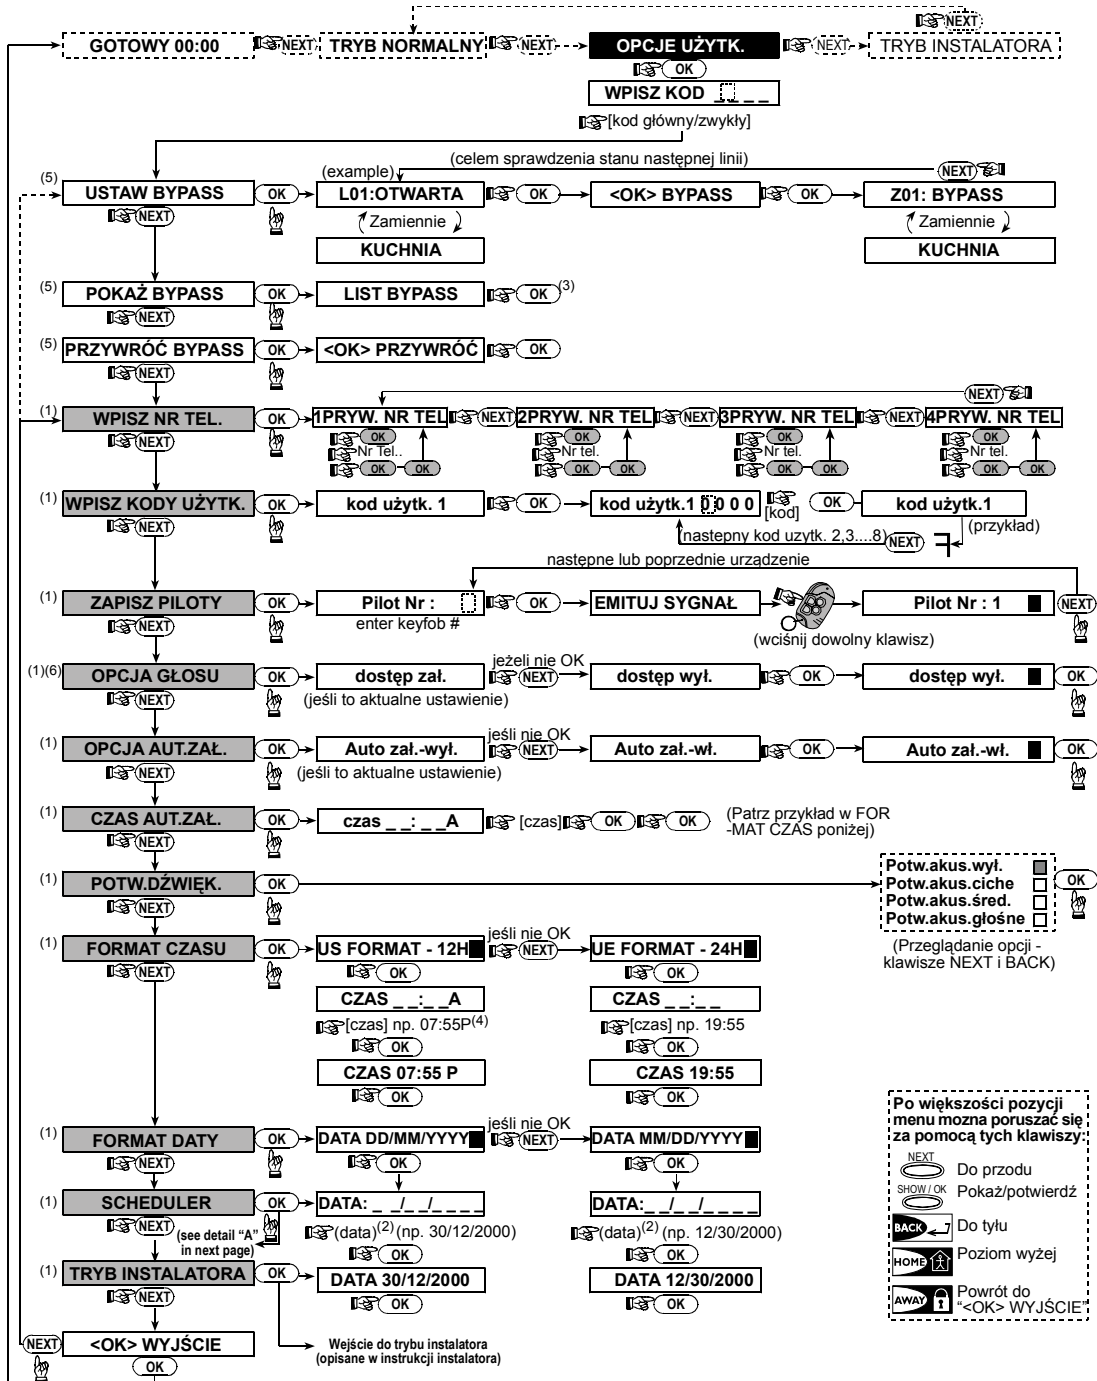 GOTOWY 00:00 NEXT TRYB NORMALNY NEXT OPCJE UŻYTK. NEXT TRYB INSTALATORA NEXT
OK
WPISZ KOD _ _ _ _
[kod główny/zwykły]
(celem sprawdzenia stanu następnej linii)
(5) USTAW BYPASS OK (example) L01:OTWARTA OK <OK> BYPASS OK Z01: BYPASS NEXT
NEXT Zamiennie Zamiennie
KUCHNIA KUCHNIA
(5) POKAŻ BYPASS OK LIST BYPASS OK (3)
NEXT
(5) PRZYWRÓĆ BYPASS OK <OK> PRZYWRÓĆ OK
NEXT
(1) WPISZ NR TEL. OK 1PRYW. NR TEL NEXT 2PRYW. NR TEL NEXT 3PRYW. NR TEL NEXT 4PRYW. NR TEL NEXT
NEXT OK OK OK OK
Nr Tel.. Nr tel. Nr tel. Nr tel.
OK OK OK OK OK OK OK OK
(1) WPISZ KODY UŻYTK. OK kod użytk. 1 OK kod użytk.1 0 0 0 0 [kod] OK kod użytk.1
NEXT (nastepny kod uzytk. 2,3....8) NEXT (przykład)
następne lub poprzednie urządzenie
(1) ZAPISZ PILOTY OK Pilot Nr : OK EMITUJ SYGNAŁ Pilot Nr : 1 NEXT
NEXT enter keyfob # (wciśnij dowolny klawisz)
(1)(6) OPCJA GŁOSU OK dostęp zał. jeżeli nie OK NEXT dostęp wył. OK dostęp wył. OK
NEXT (jeśli to aktualne ustawienie)
(1) OPCJA AUT.ZAŁ. OK Auto zał.-wył. jeśli nie OK NEXT Auto zał.-wł. OK Auto zał.-wł. OK
NEXT (jeśli to aktualne ustawienie)
(1) CZAS AUT.ZAŁ. OK czas _ _: _ _A [czas] OK OK (Patrz przykład w FOR
-MAT CZAS poniżej)
NEXT
(1) POTW.DŹWIĘK. OK
NEXT
Potw.akus.wył.
Potw.akus.ciche OK
Potw.akus.śred.
Potw.akus.głośne
(Przeglądanie opcji -
klawisze NEXT i BACK)
(1) FORMAT CZASU OK US FORMAT - 12H jeśli nie OK NEXT UE FORMAT - 24H
NEXT OK OK
CZAS _ _:_ _A CZAS _ _:_ _
[czas] np. 07:55P(4) [czas] np. 19:55
OK OK
CZAS 07:55 P CZAS 19:55
OK OK
(1) FORMAT DATY OK DATA DD/MM/YYYY jeśli nie OK NEXT DATA MM/DD/YYYY
NEXT OK OK
(1) SCHEDULER OK DATA: _ _/_ _/_ _ _ _ DATA:_ _/_ _/_ _ _ _
NEXT (see detail “A”
in next page)
(data)(2) (np. 30/12/2000) (data)(2) (np. 12/30/2000)
OK OK
(1) TRYB INSTALATORA OK DATA 30/12/2000 DATA 12/30/2000
NEXT OK OK
NEXT <OK> WYJŚCIE
OK
Wejście do trybu instalatora
(opisane w instrukcji instalatora)
Po większości pozycji
menu mozna poruszać się
za pomocą tych klawiszy:
NEXT Do przodu
SHOW / OK Pokaż/potwierdź
BACK Do tyłu
HOME Poziom wyżej
AWAY Powrót do
“<OK> WYJŚCIE”